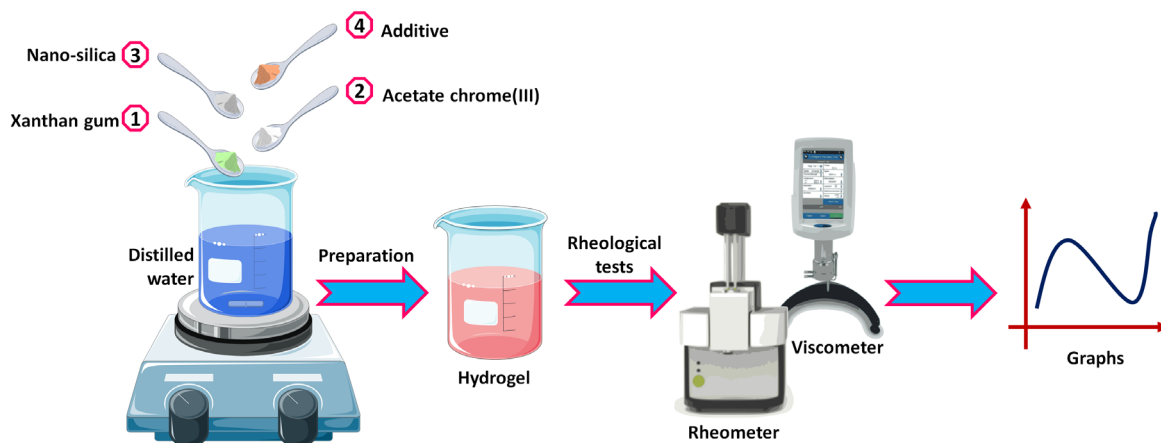 4 Additive
Nano-silica 3
2 Acetate chrome(III)
Xanthan gum 1
Distilled
water
Preparation
Hydrogel
Rheological
tests
Rheometer
Viscometer
Graphs